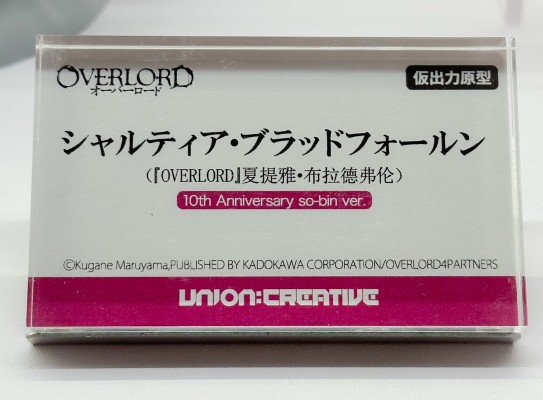 OVERLORD
オーバーロード
仮出力原型
シャルティア・ブラッドフォールン
(『OVERLORD』夏提雅・布拉德弗伦)
10th Anniversary so-bin ver.
©Kugane Maruyama,PUBLISHED BY KADOKAWA CORPORATION/OVERLORD4PARTNERS
UNION:CREATIVE